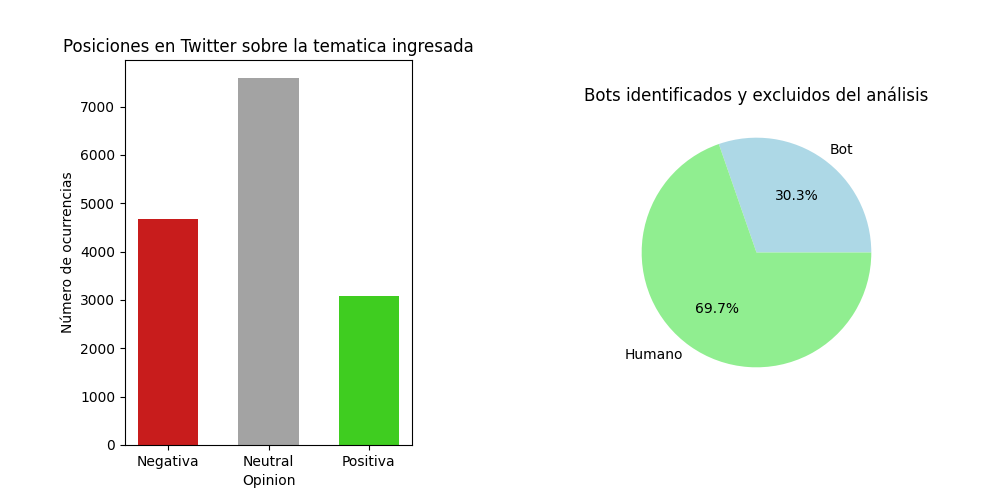 Posiciones en Twitter sobre la tematica ingresada
Número de ocurrencias
7000
6000
5000
4000
3000
2000
1000
0
Negativa
Neutral
Positiva
Opinion
Bots identificados y excluidos del análisis
Bot
30.3%
69.7%
Humano